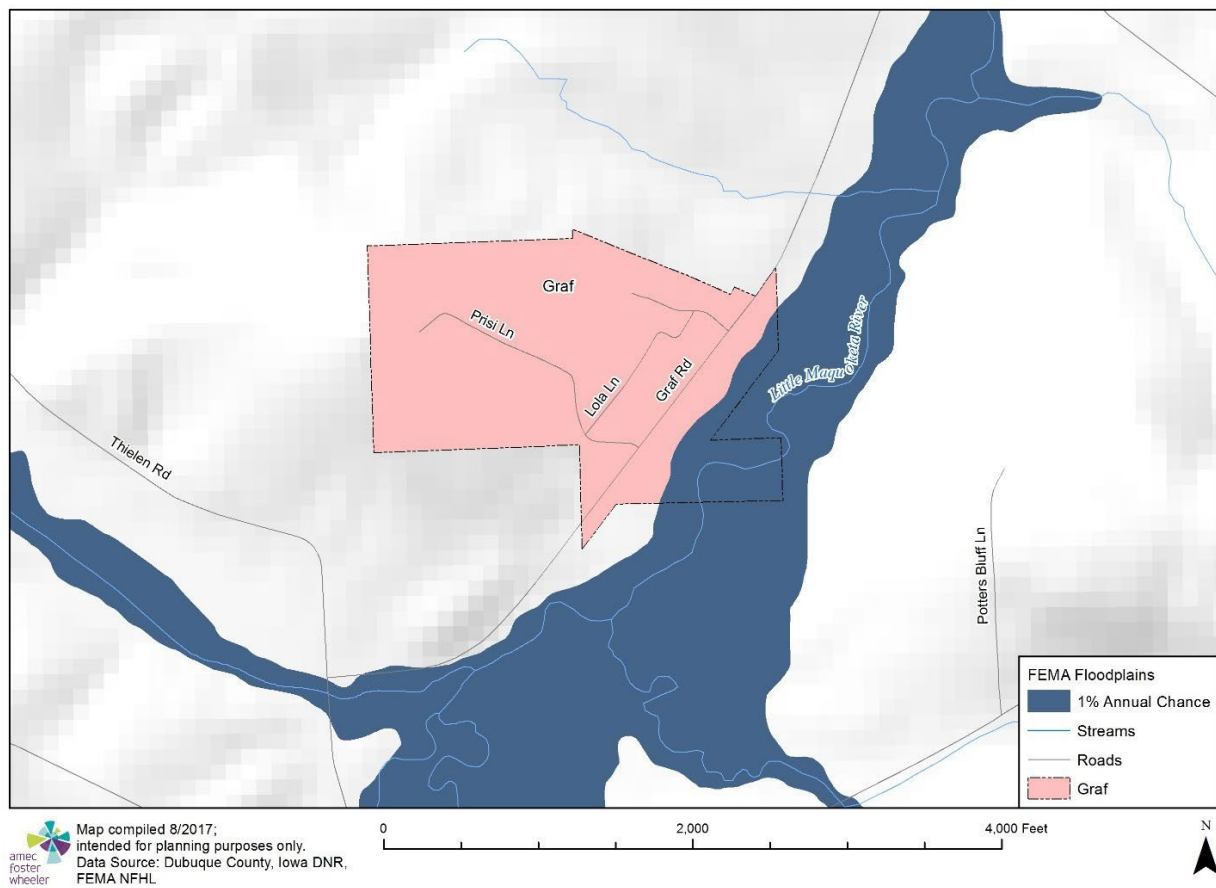 Graf
Prisi Ln
Lola Ln
Graf Rd
Little Maquoketa River
Thielen Rd
Potters Bluff Ln
FEMA Floodplains
1% Annual Chance
Streams
Roads
Graf
amec
foster
wheeler
Map compiled 8/2017;
intended for planning purposes only.
Data Source: Dubuque County, Iowa DNR,
FEMA NFHL
0
2,000
4,000 Feet
N